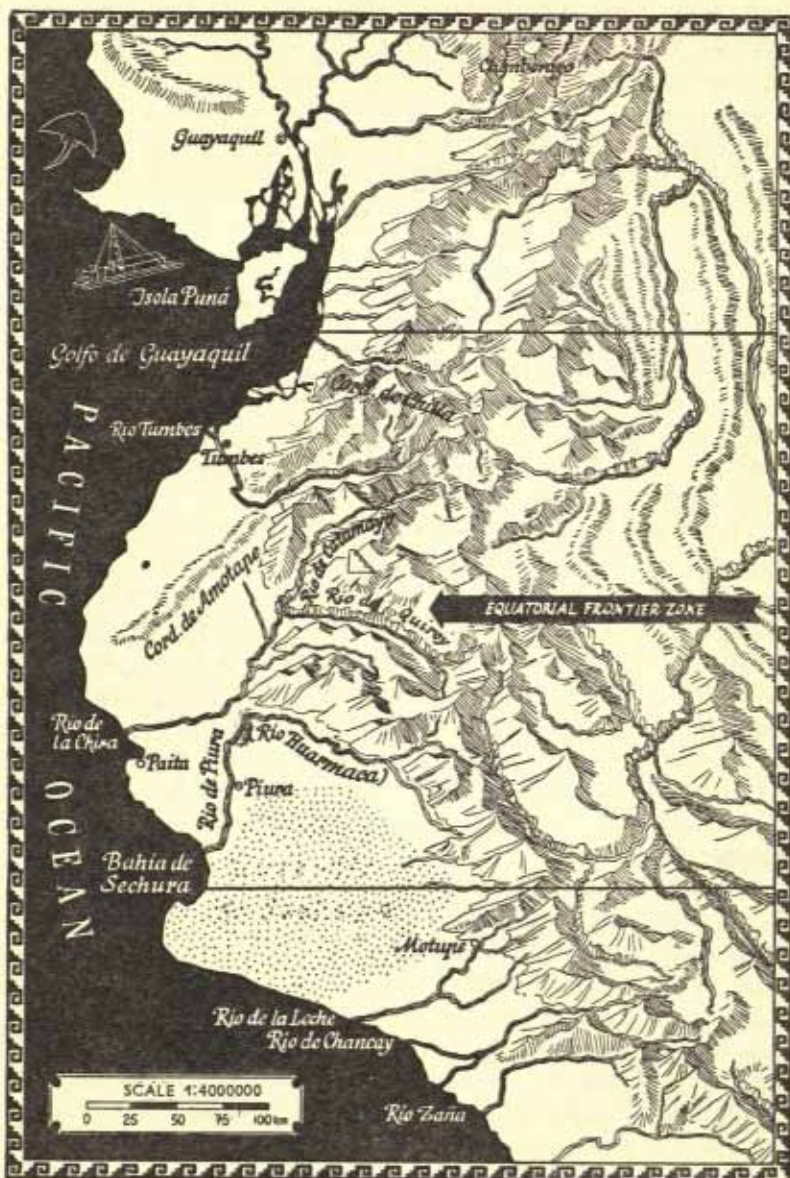 Chimborazo
Guayaquil
Isola Puná
Golfo de Guayaquil
Rio Tumbes
Tumbes
Rio de Catamayo
Cord. de Amotape
EQUATORIAL FRONTIER ZONE
PACIFIC OCEAN
Rio de
la Chira
Paita
Rio de Piura
(Rio Huarmaca)
Piura
Bahia de
Sechura
Motupe
Rio de la Leche
Rio de Chancay
Rio Zaña
SCALE 1:4000000
0 25 50 75 100 km